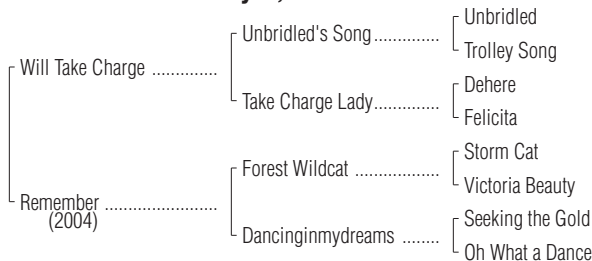 Unbridled
Unbridled's Song..............
Trolley Song
Will Take Charge ..............
Dehere
Take Charge Lady..............
Felicita
Storm Cat
Forest Wildcat ..................
Victoria Beauty
Remember ........................
(2004)
Seeking the Gold
Dancinginmydreams ........
Oh What a Dance